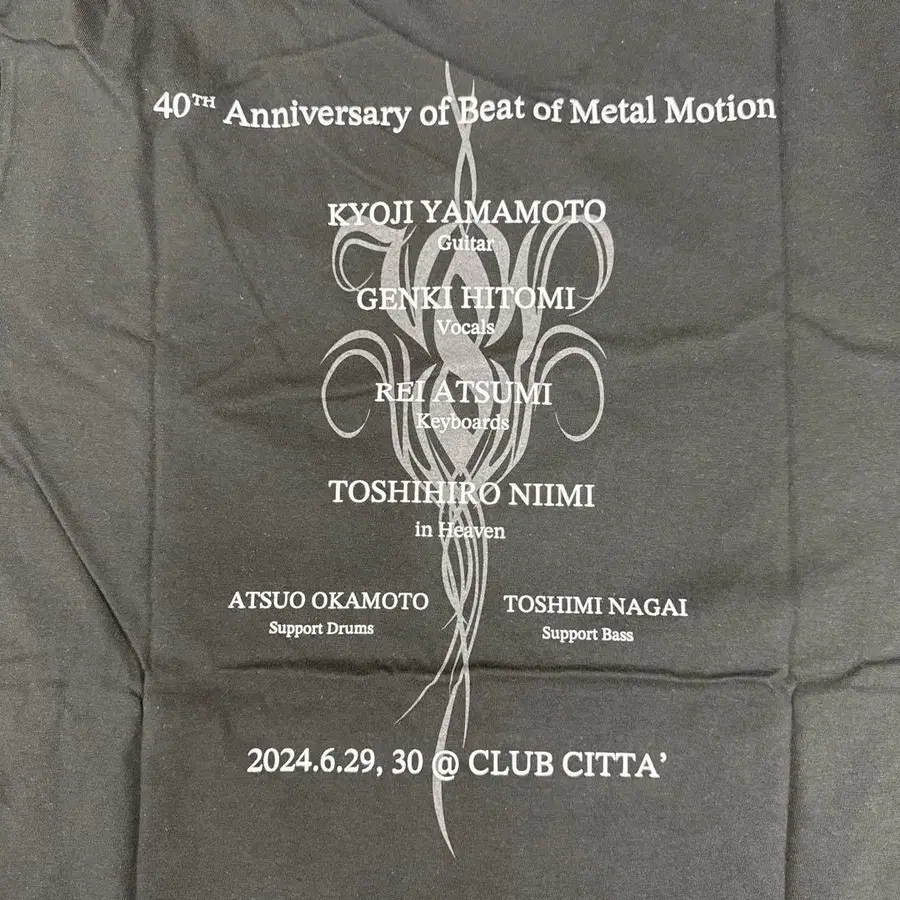 40TH Anniversary of Beat of Metal Motion
KYOJI YAMAMOTO
Guitar
GENKI HITOMI
Vocals
REI ATSUMI
Keyboards
TOSHIHIRO NIIMI
in Heaven
ATSUO OKAMOTO
Support Drums
TOSHIMI NAGAI
Support Bass
2024.6.29, 30 @ CLUB CITTA’